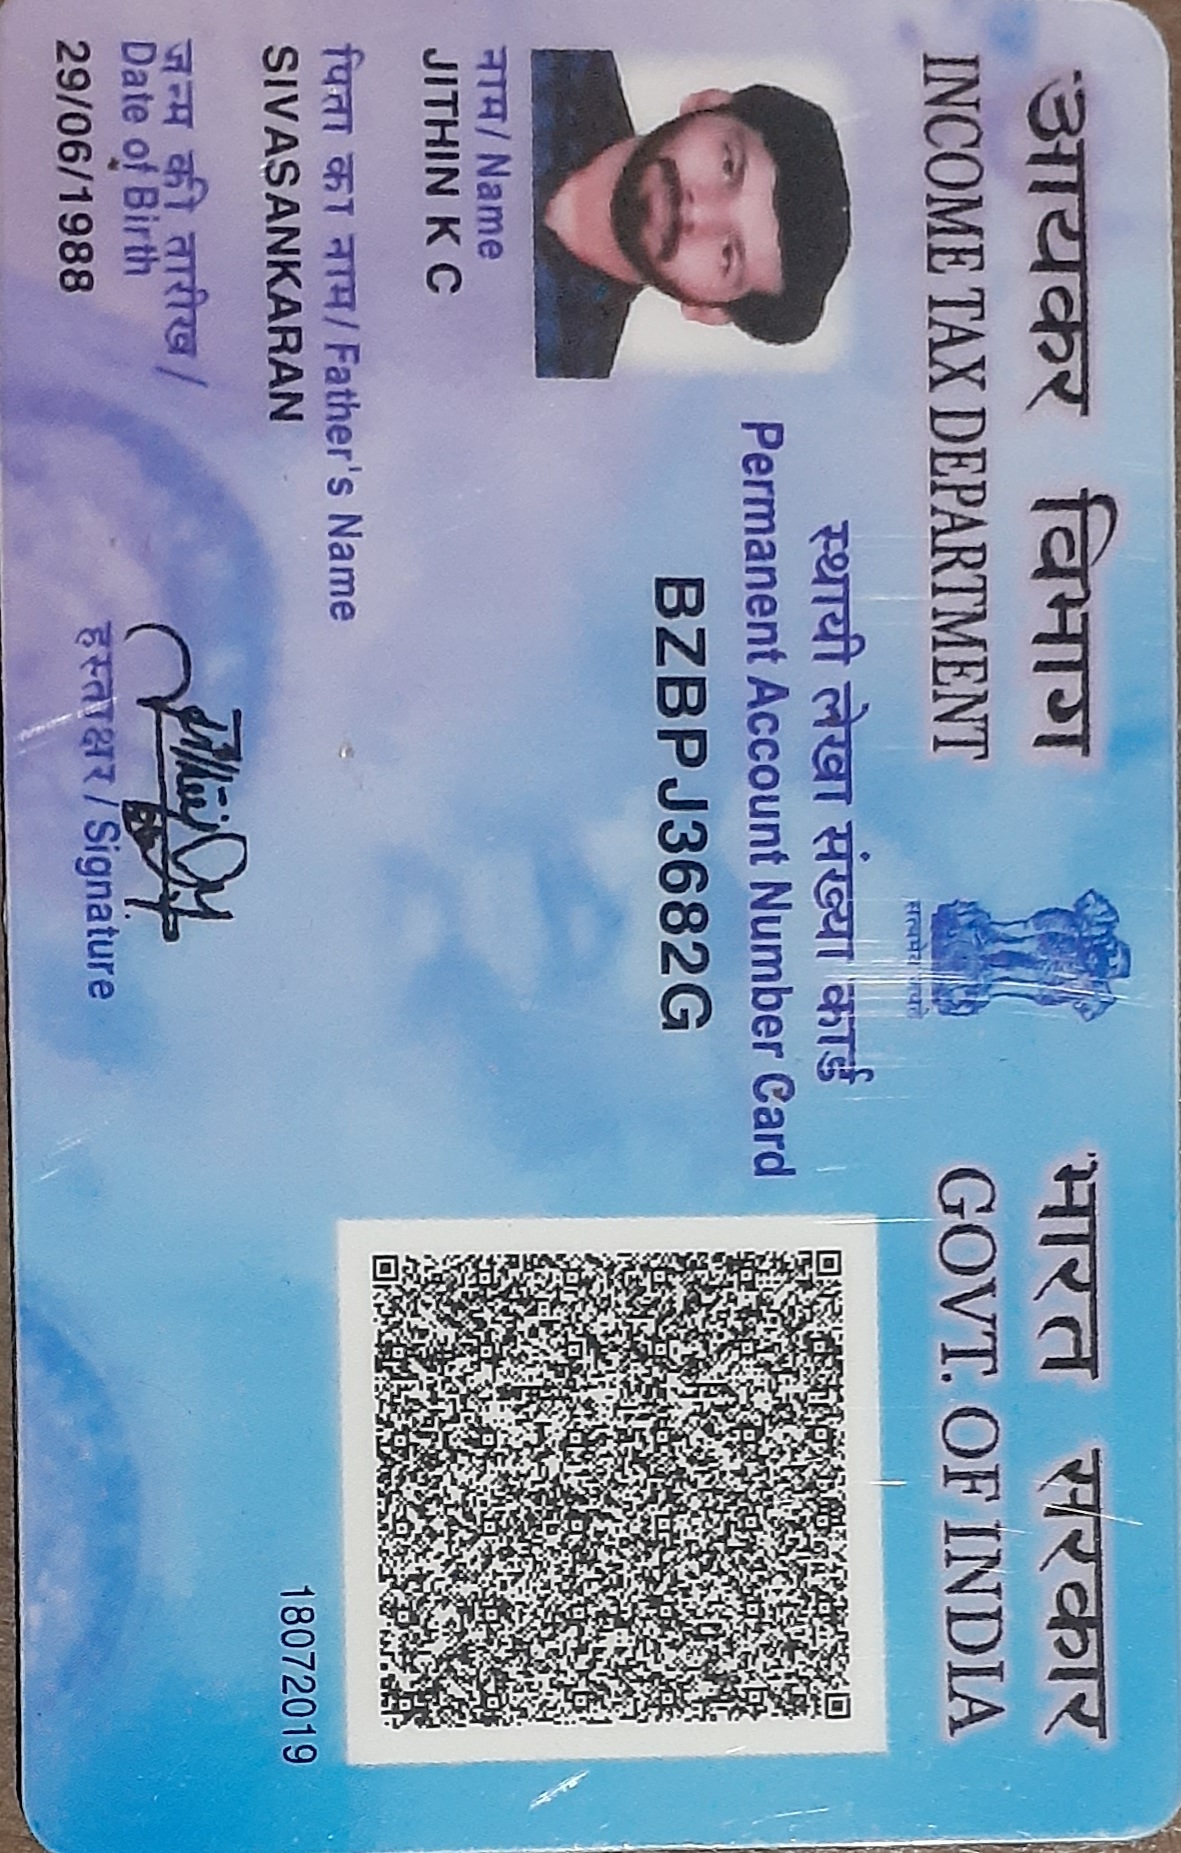 आयकर विभाग
INCOME TAX DEPARTMENT
सत्यमेव जयते
भारत सरकार
GOVT. OF INDIA
स्थायी लेखा संख्या कार्ड
Permanent Account Number Card
BZBPJ3682G
नाम / Name
JITHIN K C
पिता का नाम / Father's Name
SIVASANKARAN
जन्म की तारीख /
Date of Birth
29/06/1988
हस्ताक्षर / Signature
18072019